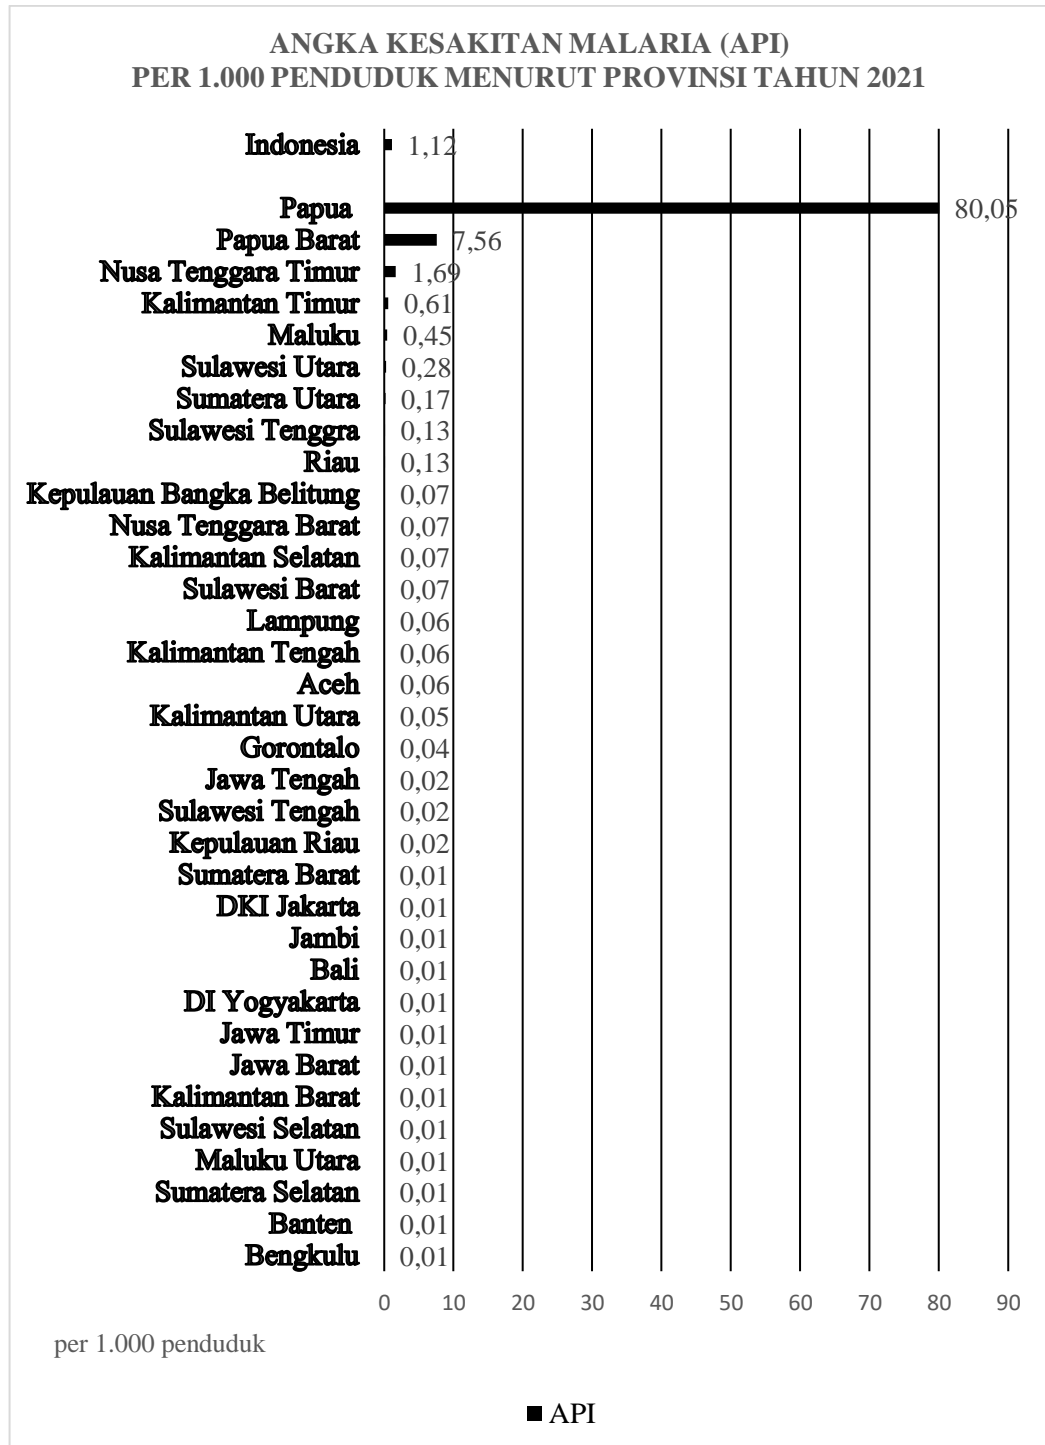 ANGKA KESAKITAN MALARIA (API)
PER 1.000 PENDUDUK MENURUT PROVINSI TAHUN 2021
Indonesia 1,12
Papua 80,05
Papua Barat 7,56
Nusa Tenggara Timur 1,69
Kalimantan Timur 0,61
Maluku 0,45
Sulawesi Utara 0,28
Sumatera Utara 0,17
Sulawesi Tenggra 0,13
Riau 0,13
Kepulauan Bangka Belitung 0,07
Nusa Tenggara Barat 0,07
Kalimantan Selatan 0,07
Sulawesi Barat 0,07
Lampung 0,06
Kalimantan Tengah 0,06
Aceh 0,06
Kalimantan Utara 0,05
Gorontalo 0,04
Jawa Tengah 0,02
Sulawesi Tengah 0,02
Kepulauan Riau 0,02
Sumatera Barat 0,01
DKI Jakarta 0,01
Jambi 0,01
Bali 0,01
DI Yogyakarta 0,01
Jawa Timur 0,01
Jawa Barat 0,01
Kalimantan Barat 0,01
Sulawesi Selatan 0,01
Maluku Utara 0,01
Sumatera Selatan 0,01
Banten 0,01
Bengkulu 0,01
0 10 20 30 40 50 60 70 80 90
per 1.000 penduduk
API